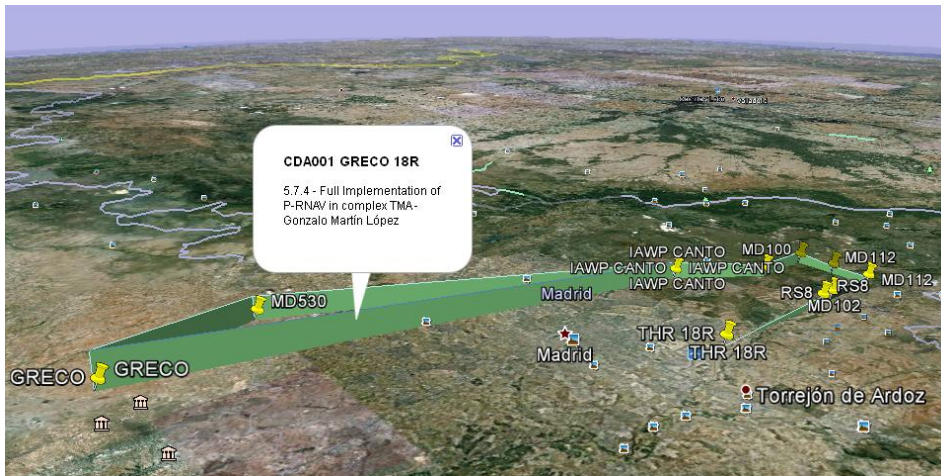 CDA001 GRECO 18R
5.7.4 - Full Implementation of
P-RNAV in complex TMA-
Gonzalo Martín López
IAWP CANTO
MD100
IAWP CANTO
IAWP CANTO
MD112
IAWP CANTO
MD112
RS8
RS8
Madrid
MD530
MD102
THR 18R
THR 18R
Madrid
GRECO
GRECO
Torrejón de Ardoz